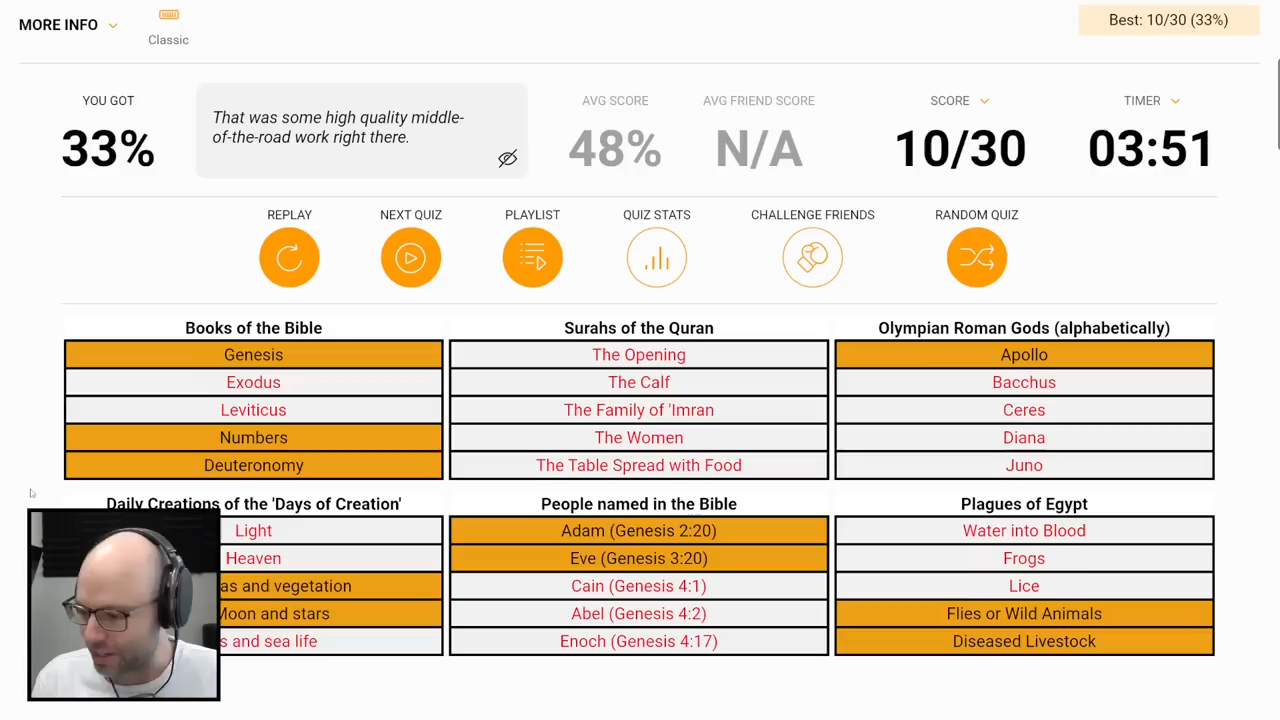 MORE INFO
Classic
Best: 10/30 (33%)
YOU GOT
33%
That was some high quality middle-
of-the-road work right there.
AVG SCORE
48%
AVG FRIEND SCORE
N/A
SCORE
10/30
TIMER
03:51
REPLAY
NEXT QUIZ
PLAYLIST
QUIZ STATS
CHALLENGE FRIENDS
RANDOM QUIZ
Books of the Bible
Genesis
Exodus
Leviticus
Numbers
Deuteronomy
Surahs of the Quran
The Opening
The Calf
The Family of 'Imran
The Women
The Table Spread with Food
Olympian Roman Gods (alphabetically)
Apollo
Bacchus
Ceres
Diana
Juno
Daily Creations of the 'Days of Creation'
Light
Heaven
and vegetation
Moon and stars
and sea life
People named in the Bible
Adam (Genesis 2:20)
Eve (Genesis 3:20)
Cain (Genesis 4:1)
Abel (Genesis 4:2)
Enoch (Genesis 4:17)
Plagues of Egypt
Water into Blood
Frogs
Lice
Flies or Wild Animals
Diseased Livestock